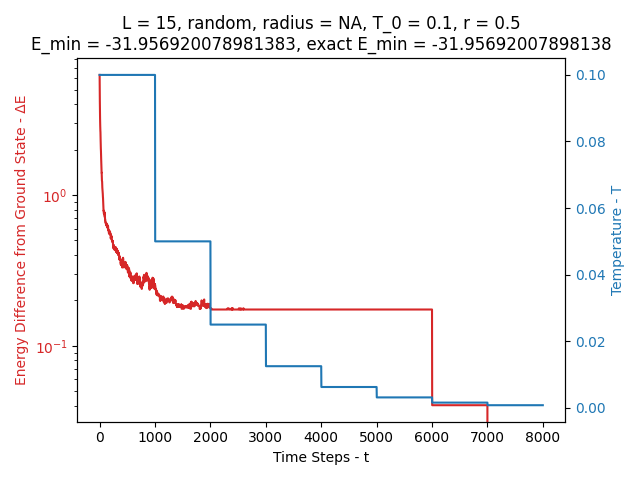 L = 15, random, radius = NA, T_0 = 0.1, r = 0.5
E_min = -31.956920078981383, exact E_min = -31.95692007898138
Energy Difference from Ground State - ΔE
10⁰
10⁻¹
0.10
0.08
0.06
0.04
0.02
0.00
Temperature - T
0 1000 2000 3000 4000 5000 6000 7000 8000
Time Steps - t